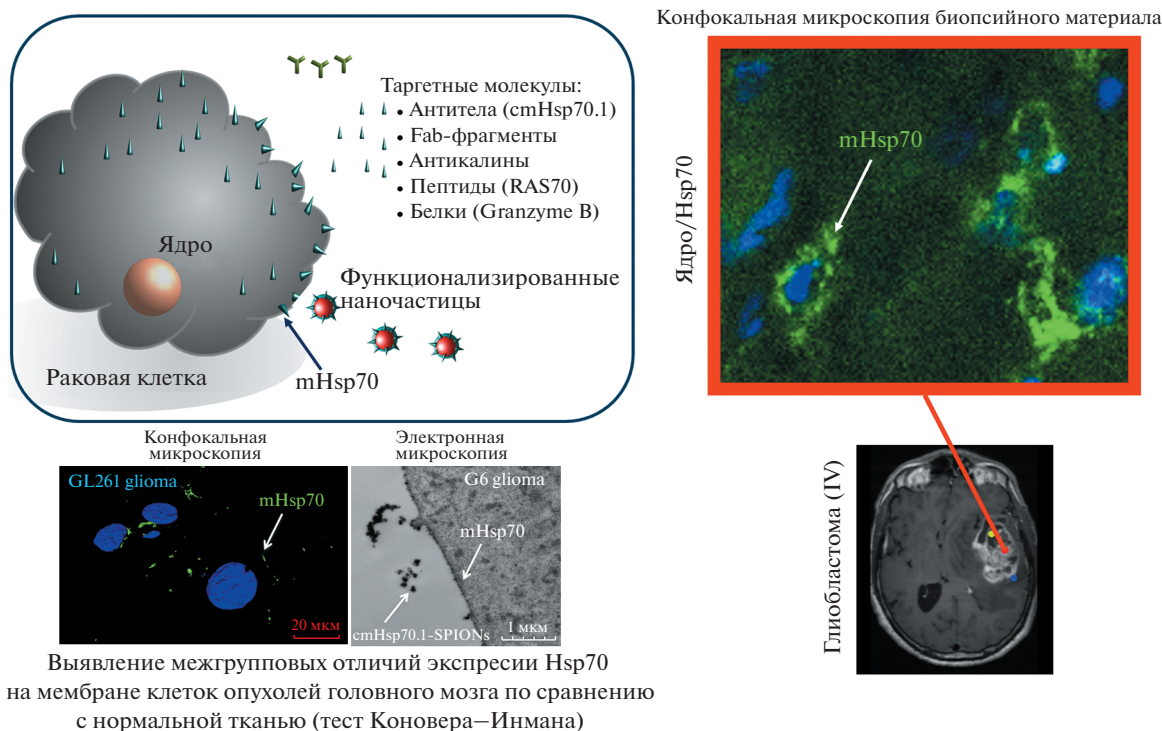 Таргетные молекулы:
• Антитела (cmHsp70.1)
• Fab-фрагменты
• Антикалины
• Пептиды (RAS70)
• Белки (Granzyme B)
Ядро
Функционализированные
наночастицы
Раковая клетка
mHsp70
Конфокальная микроскопия биопсийного материала
Ядро/Hsp70
mHsp70
Конфокальная
микроскопия
GL261 glioma
mHsp70
20 мкм
Электронная
микроскопия
G6 glioma
mHsp70
cmHsp70.1-SPIONs
1 мкм
Глиобластома (IV)
Выявление межгрупповых отличий экспресии Hsp70
на мембране клеток опухолей головного мозга по сравнению
с нормальной тканью (тест Коновера–Инмана)